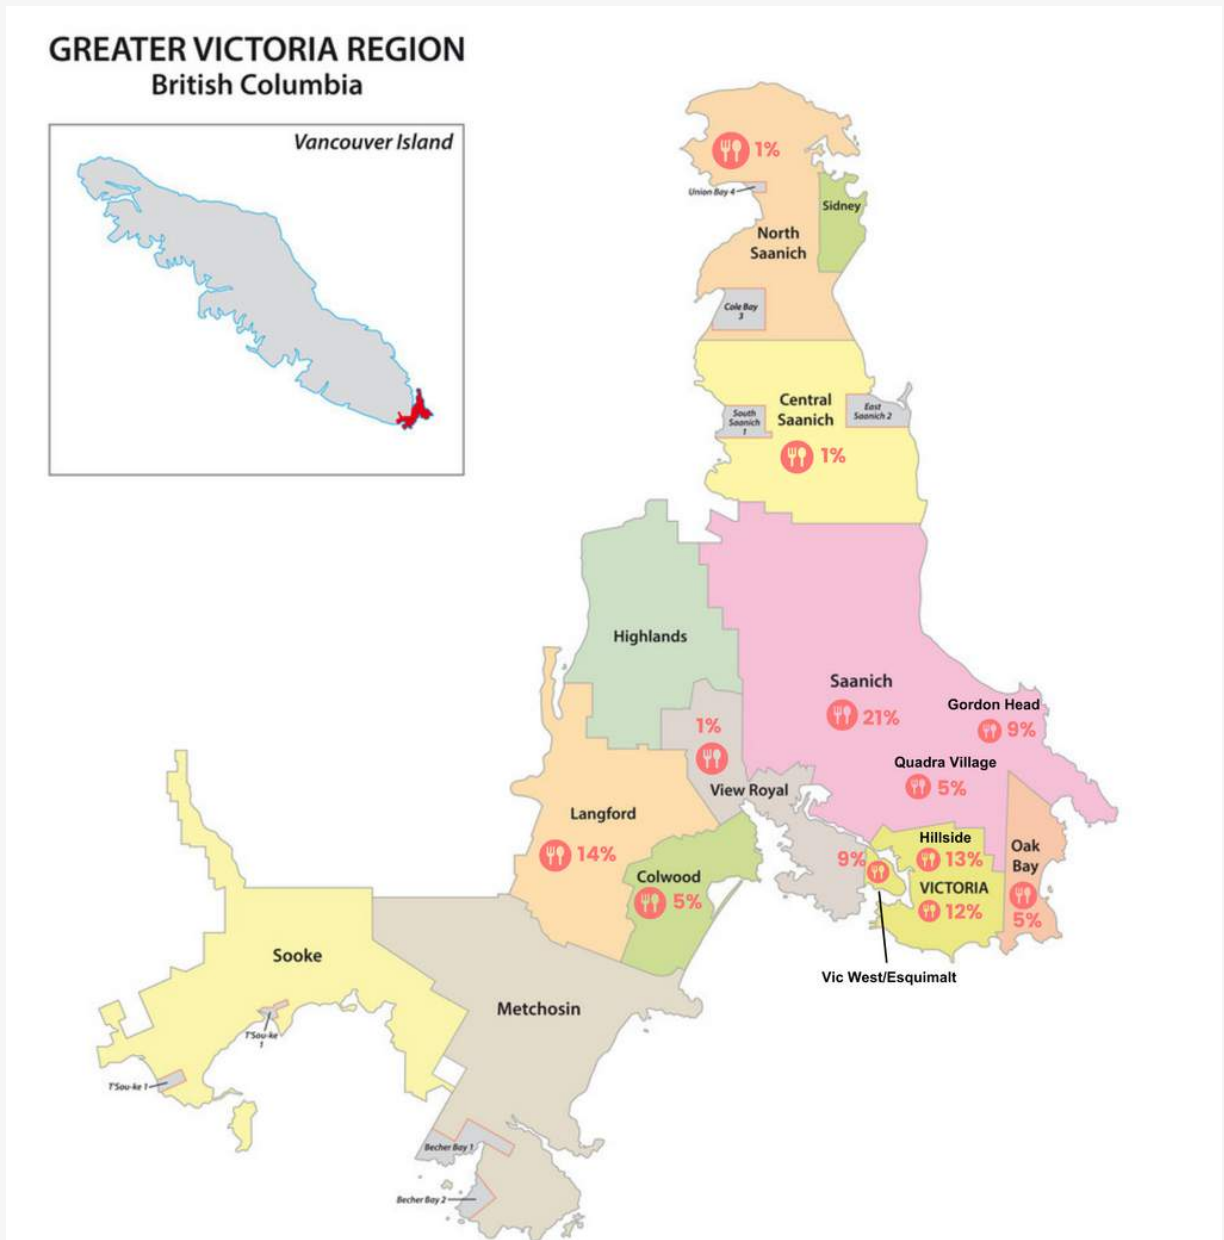 GREATER VICTORIA REGION
British Columbia
Vancouver Island
1%
Union Bay 4
Sidney
North
Saanich
Cole Bay
3
Central
Saanich
South
Saanich
1
East
Saanich 2
1%
Highlands
Saanich
21%
Gordon Head
9%
1%
Quadra Village
5%
View Royal
Langford
14%
Hillside
13%
Oak
Bay
9%
Colwood
5%
VICTORIA
12%
5%
Vic West/Esquimalt
Sooke
Metchosin
T'Sou-ke
1
T'Sou-ke 1
Becher Bay 1
Becher Bay 2